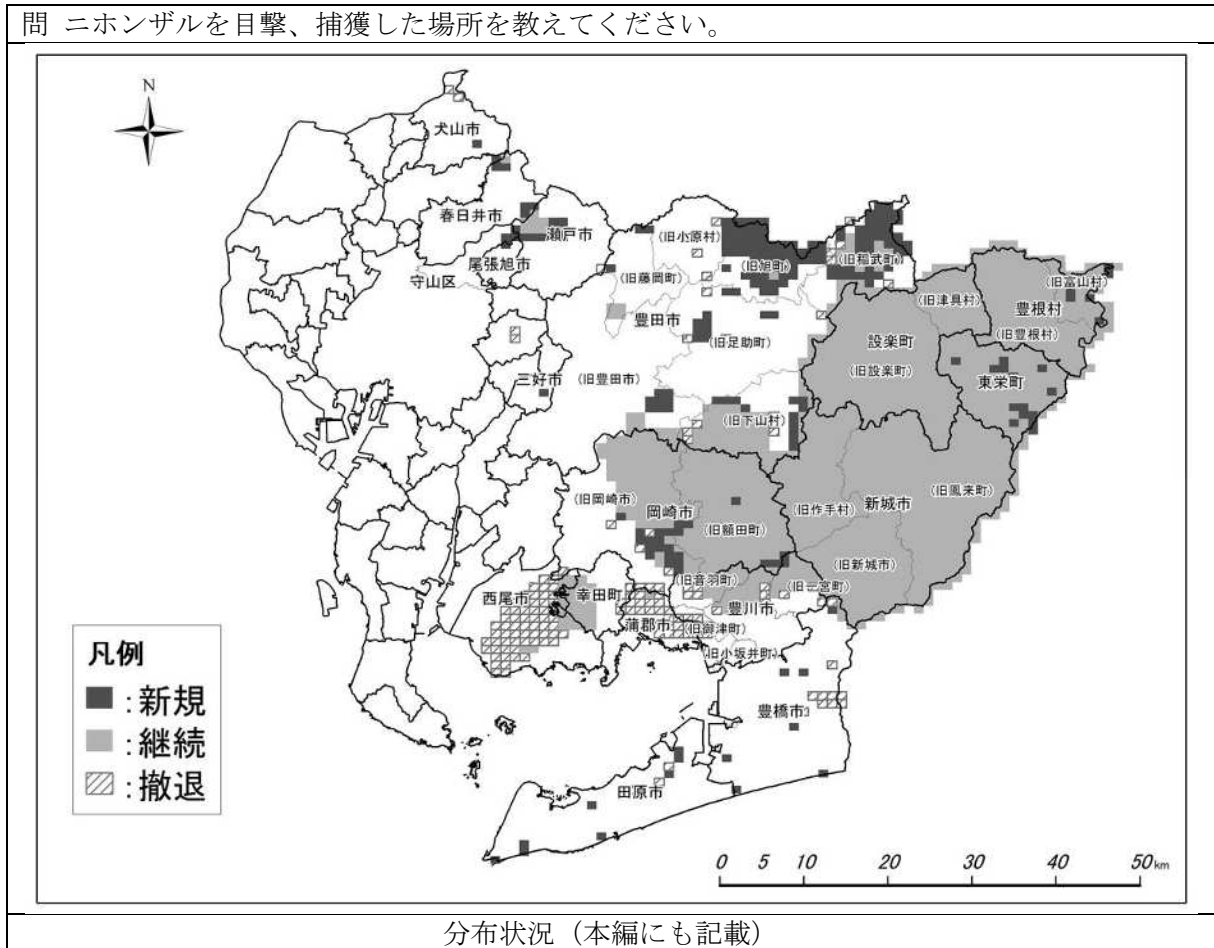 問 ニホンザルを目撃、捕獲した場所を教えてください。
N
犬山市
春日井市
瀬戸市
尾張旭市
守山区
(旧小原村)
(旧旭町)
(旧稲武町)
(旧藤岡町)
豊田市
(旧足助町)
(旧津具村)
(旧富山村)
豊根村
(旧豊根村)
設楽町
(旧設楽町)
東栄町
三好市
(旧豊田市)
(旧下山村)
(旧岡崎市)
岡崎市
(旧額田町)
(旧作手村)
新城市
(旧鳳来町)
(旧新城市)
(旧音羽町)
(旧一宮町)
豊川市
西尾市
幸田町
蒲郡市
(旧御津町)
(旧小坂井町)
豊橋市
田原市
凡例
:新規
:継続
:撤退
0 5 10 20 30 40 50 km
分布状況（本編にも記載）